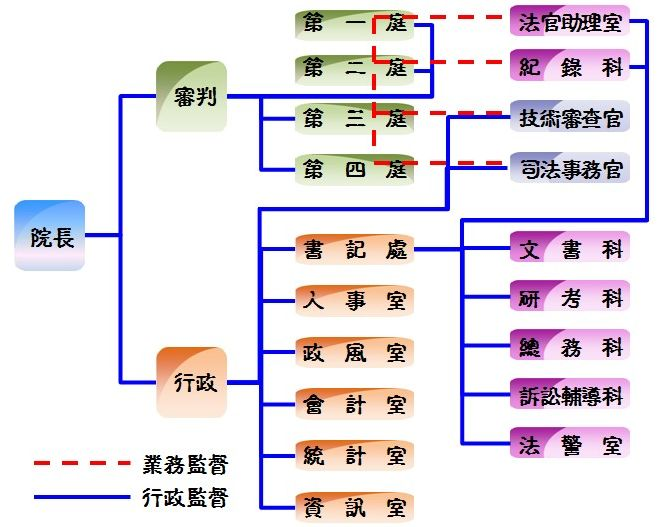 第一庭
第二庭
第三庭
第四庭
法官助理室
紀錄科
技術審查官
司法事務官
審判
院長
行政
書記處
人事室
政風室
會計室
統計室
資訊室
文書科
研考科
總務科
訴訟輔導科
法警室
業務監督
行政監督